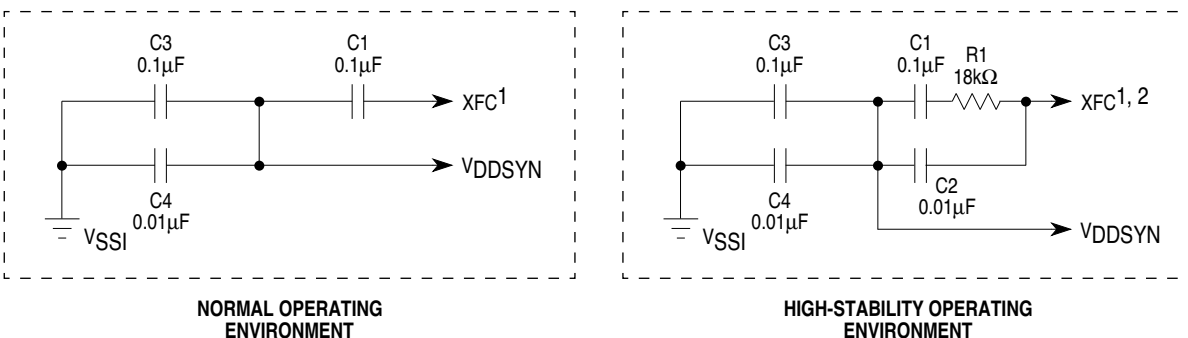 C3
0.1μF
C1
0.1μF
XFC1
VDDSYN
C4
0.01μF
VSSI
NORMAL OPERATING
ENVIRONMENT
C3
0.1μF
C1
0.1μF
R1
18kΩ
XFC1, 2
C4
0.01μF
C2
0.01μF
VSSI
VDDSYN
HIGH-STABILITY OPERATING
ENVIRONMENT